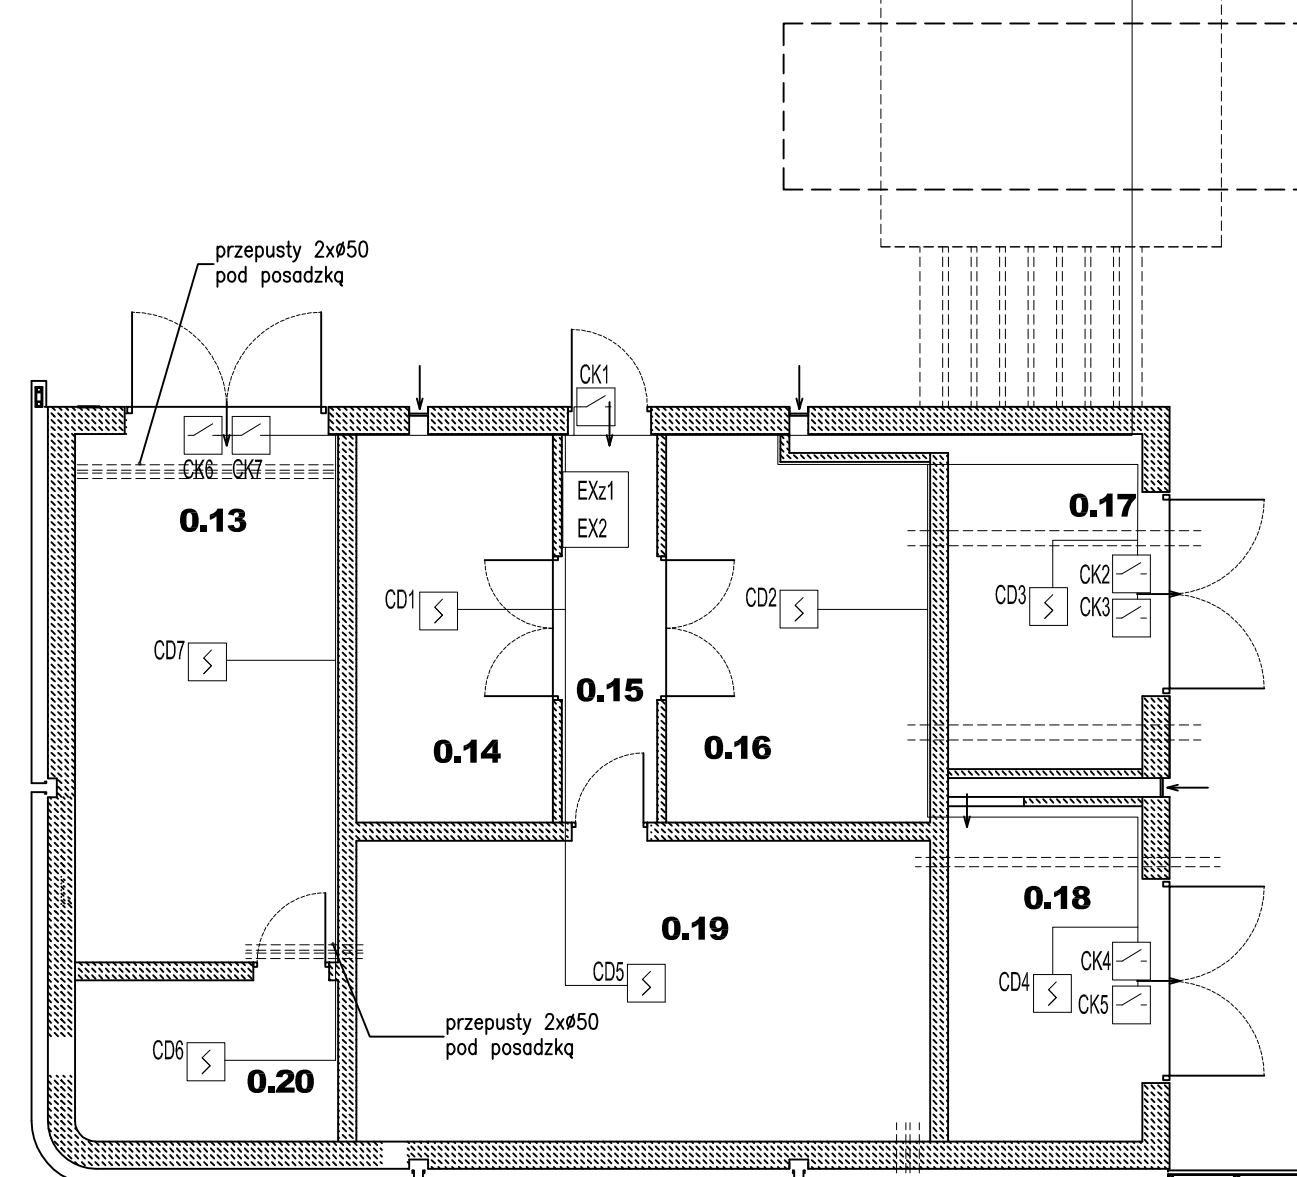 przepusty 2xø50
pod posadzką
CK1
CK6 CK7
EXz1
EX2
0.13
0.17
CK2
CD1
CD2
CD3
CK3
CD7
0.15
0.14
0.16
0.18
0.19
CK4
CD5
CD4
CK5
przepusty 2xø50
pod posadzką
CD6
0.20